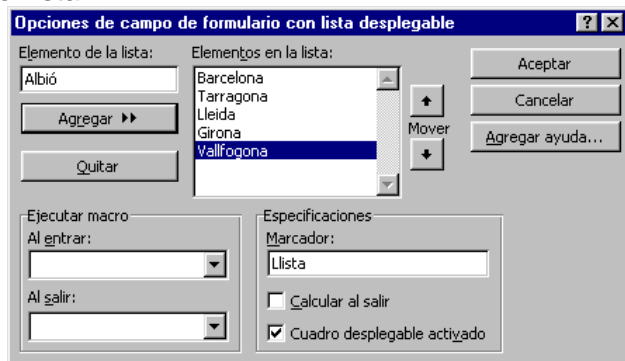 Opciones de campo de formulario con lista desplegable
Elemento de la lista:
Albió
Agregar
Quitar
Elementos en la lista:
Barcelona
Tarragona
Lleida
Girona
Vallfogona
Mover
Aceptar
Cancelar
Agregar ayuda...
Ejecutar macro
Al entrar:
Al salir:
Especificaciones
Marcador:
Llista
Calcular al salir
Cuadro desplegable activado